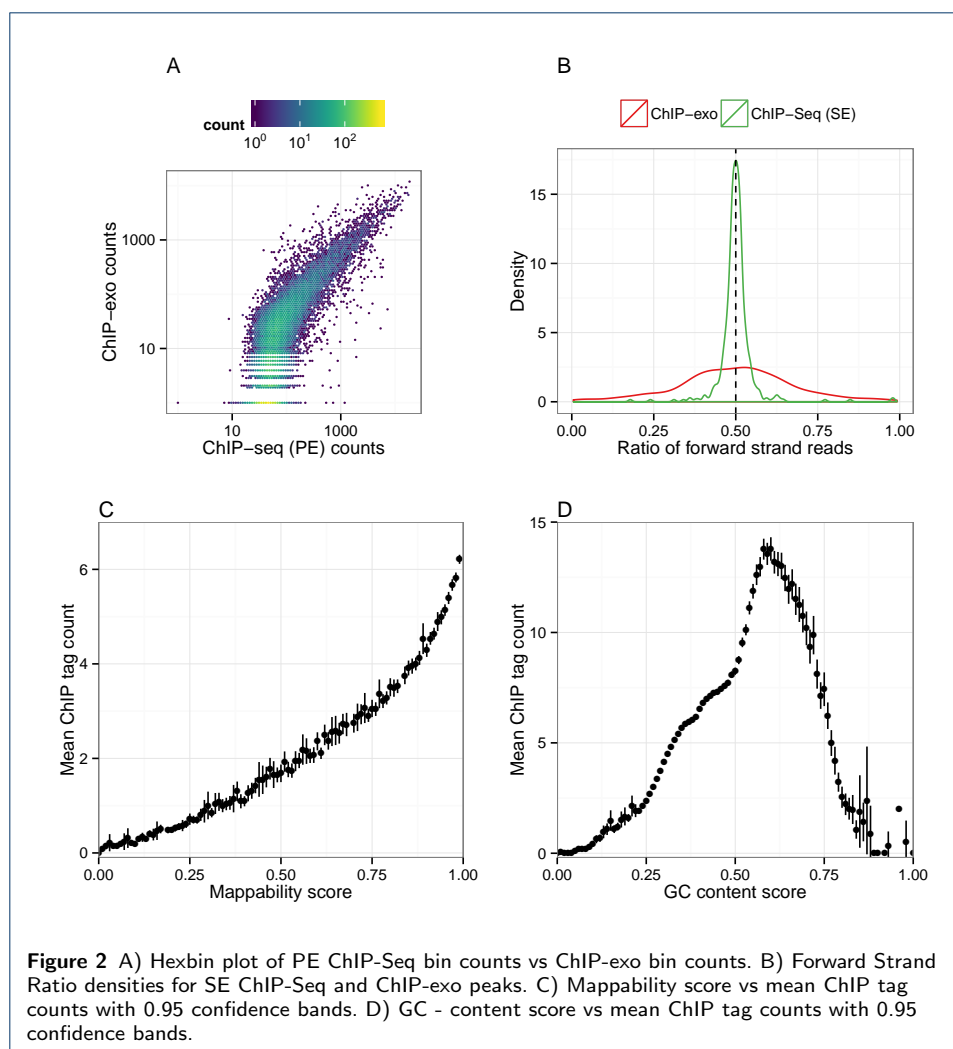 A
count
10⁰ 10¹ 10²
1000
10
ChIP−exo counts
10 1000
ChIP−seq (PE) counts
B
ChIP−exo ChIP−Seq (SE)
15
10
5
0
Density
0.00 0.25 0.50 0.75 1.00
Ratio of forward strand reads
C
6
4
2
0
Mean ChIP tag count
0.00 0.25 0.50 0.75 1.00
Mappability score
D
15
10
5
0
Mean ChIP tag count
0.00 0.25 0.50 0.75 1.00
GC content score
Figure 2 A) Hexbin plot of PE ChIP-Seq bin counts vs ChIP-exo bin counts. B) Forward Strand
Ratio densities for SE ChIP-Seq and ChIP-exo peaks. C) Mappability score vs mean ChIP tag
counts with 0.95 confidence bands. D) GC - content score vs mean ChIP tag counts with 0.95
confidence bands.